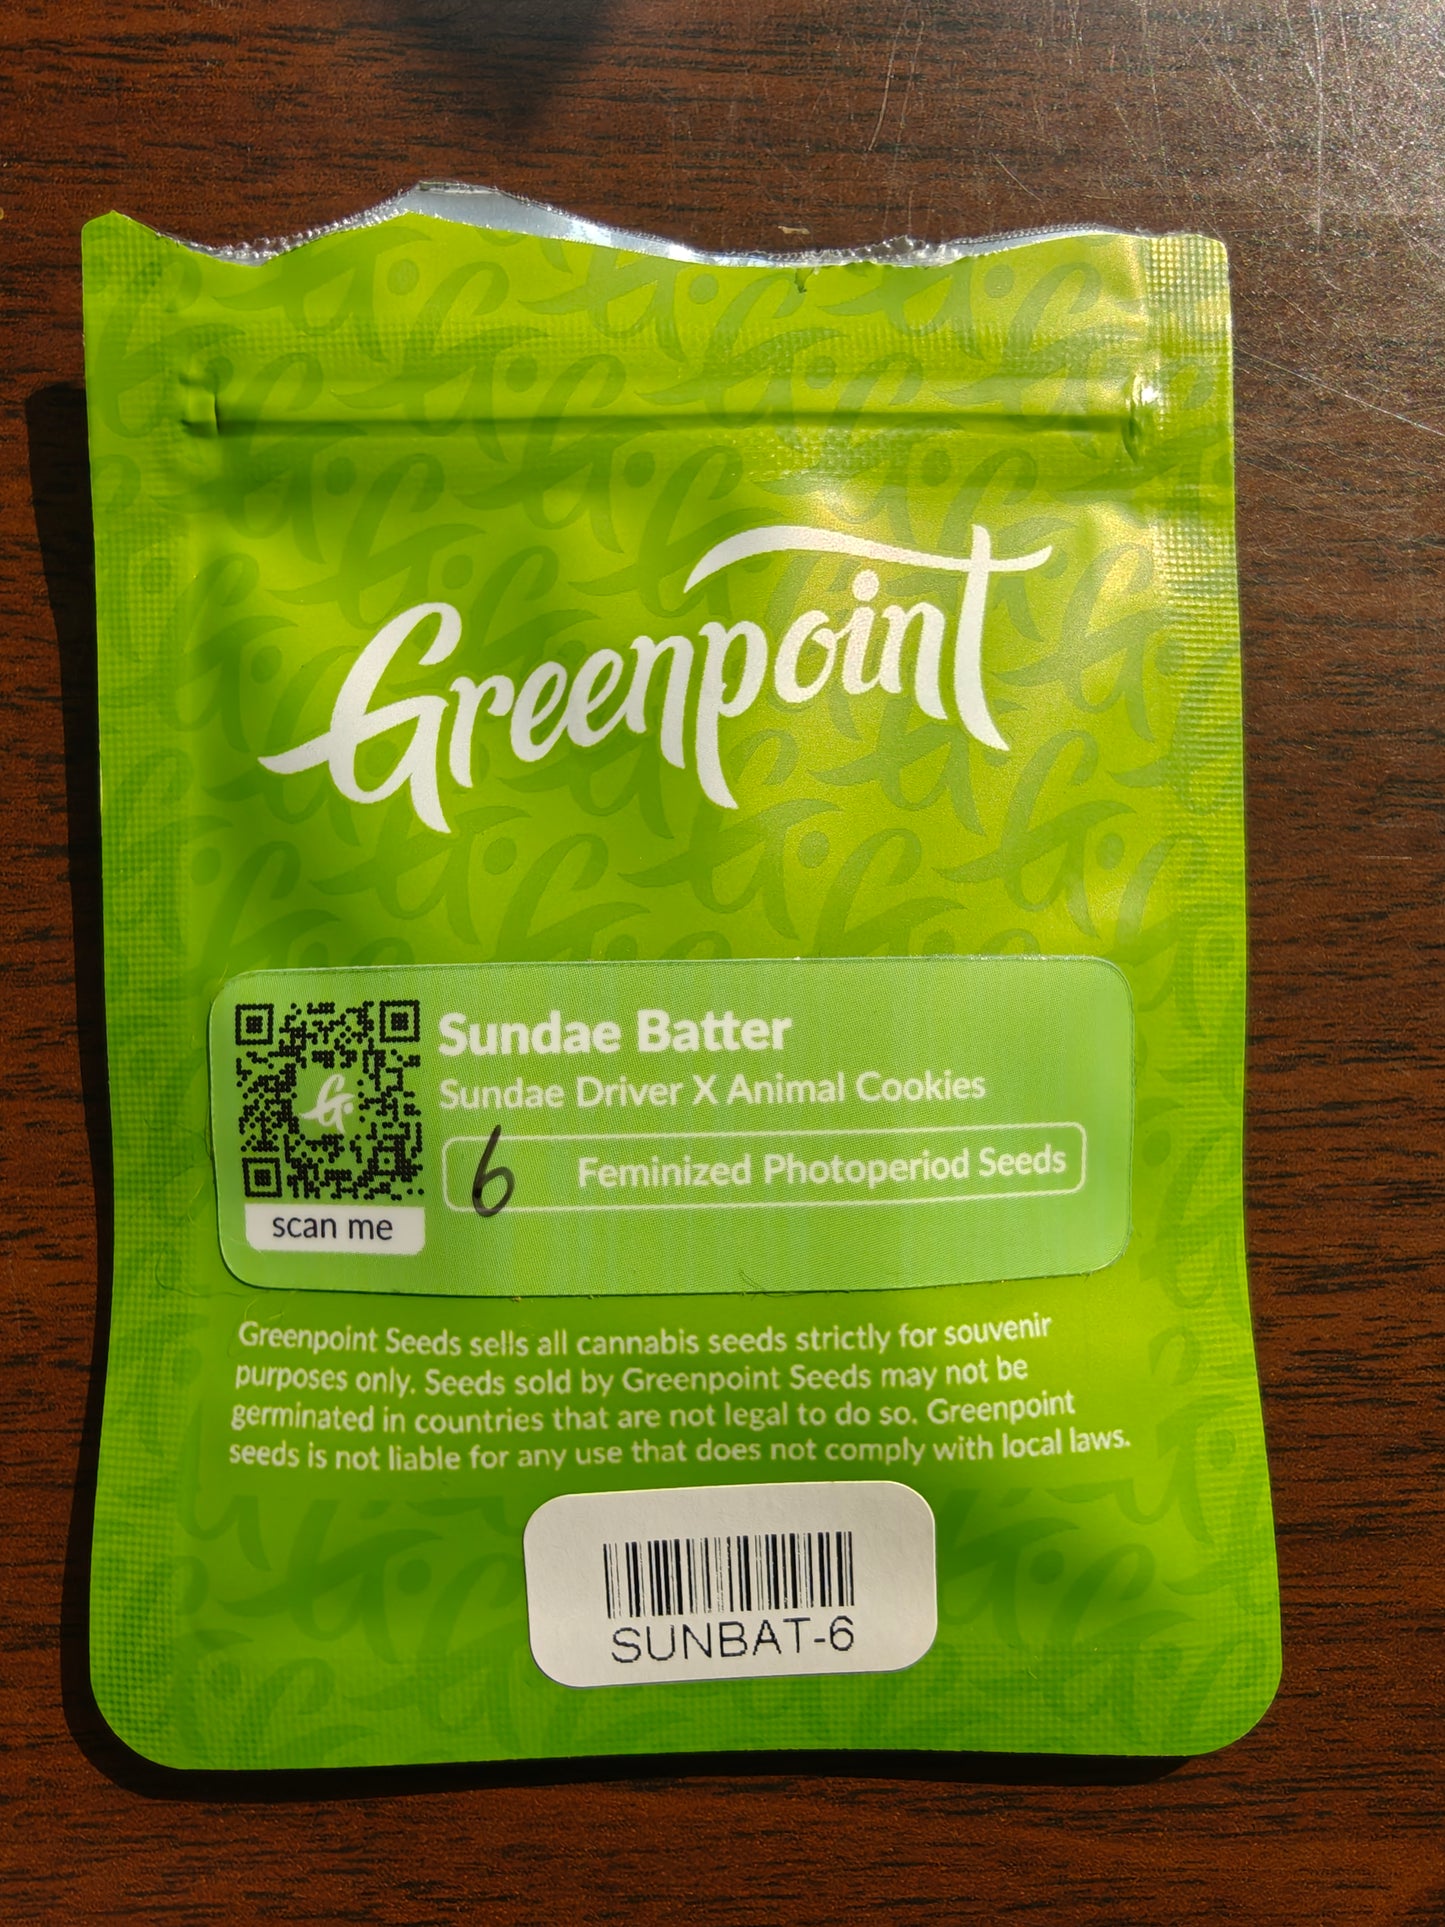 Greenpoint
Sundae Batter
Sundae Driver X Animal Cookies
6 Feminized Photoperiod Seeds
scan me
Greenpoint Seeds sells all cannabis seeds strictly for souvenir
purposes only. Seeds sold by Greenpoint Seeds may not be
germinated in countries that are not legal to do so. Greenpoint
seeds is not liable for any use that does not comply with local laws.
SUNBAT-6